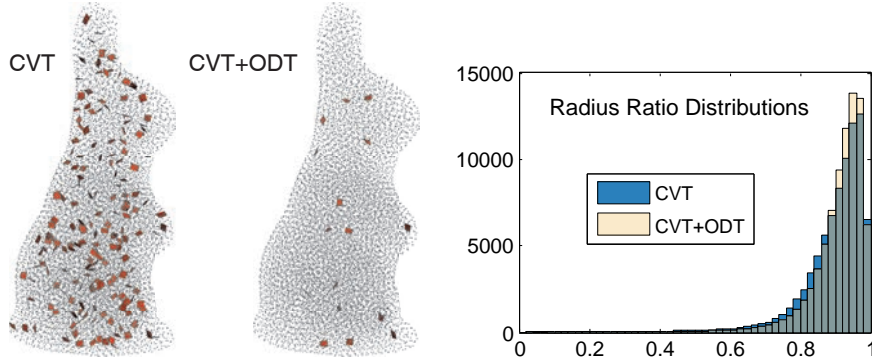 CVT
CVT+ODT
15000
10000
5000
0
Radius Ratio Distributions
CVT
CVT+ODT
0 0.2 0.4 0.6 0.8 1